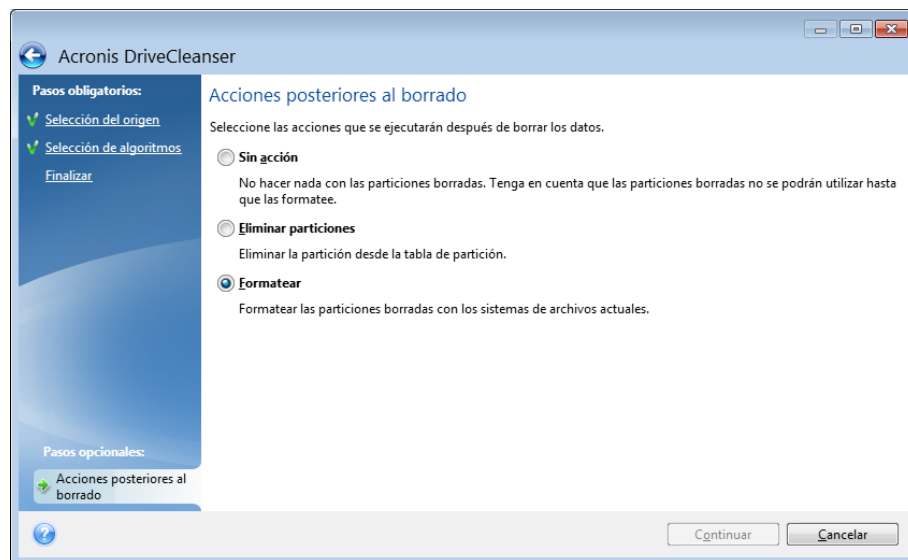 Acronis DriveCleanser
Pasos obligatorios:
Selección del origen
Selección de algoritmos
Finalizar
Pasos opcionales:
Acciones posteriores al
borrado
Acciones posteriores al borrado
Seleccione las acciones que se ejecutarán después de borrar los datos.
Sin acción
No hacer nada con las particiones borradas. Tenga en cuenta que las particiones borradas no se podrán utilizar hasta
que las formatee.
Eliminar particiones
Eliminar la partición desde la tabla de partición.
Formatear
Formatear las particiones borradas con los sistemas de archivos actuales.
Continuar
Cancelar